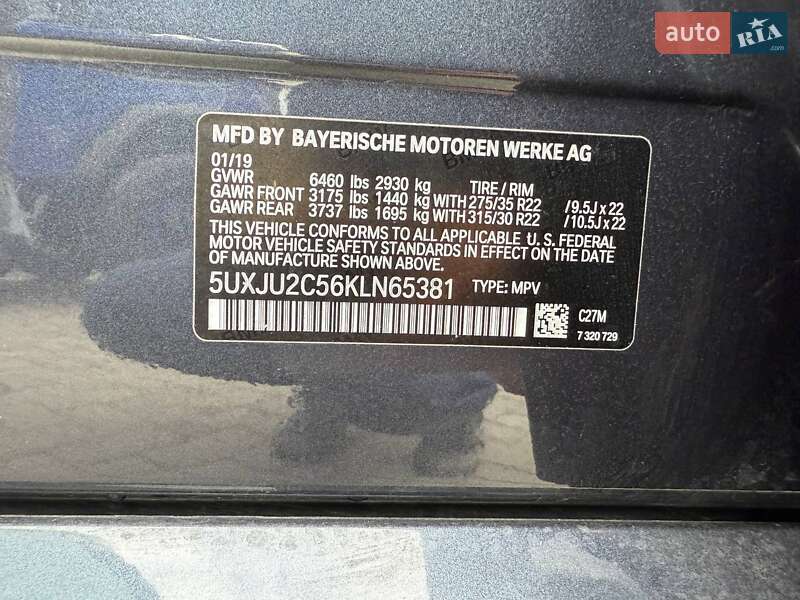 auto RIA
MFD BY BAYERISCHE MOTOREN WERKE AG
01/19
GVWR 6460 lbs 2930 kg TIRE / RIM
GAWR FRONT 3175 lbs 1440 kg WITH 275/35 R22 /9.5J x 22
GAWR REAR 3737 lbs 1695 kg WITH 315/30 R22 /10.5J x 22
THIS VEHICLE CONFORMS TO ALL APPLICABLE U. S. FEDERAL
MOTOR VEHICLE SAFETY STANDARDS IN EFFECT ON THE DATE
OF MANUFACTURE SHOWN ABOVE.
5UXJU2C56KLN65381 TYPE: MPV
C27M
7 320 729